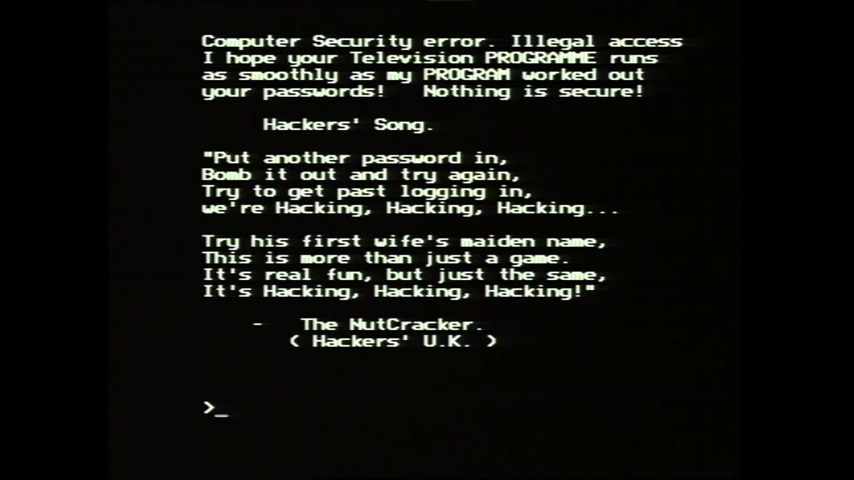 Computer Security error. Illegal access
I hope your Television PROGRAMME runs
as smoothly as my PROGRAM worked out
your passwords! Nothing is secure!
Hackers' Song.
"Put another password in,
Bomb it out and try again,
Try to get past logging in,
we're Hacking, Hacking, Hacking...
Try his first wife's maiden name,
This is more than just a game.
It's real fun, but just the same,
It's Hacking, Hacking, Hacking!"
- The NutCracker.
( Hackers' U.K. )
>_